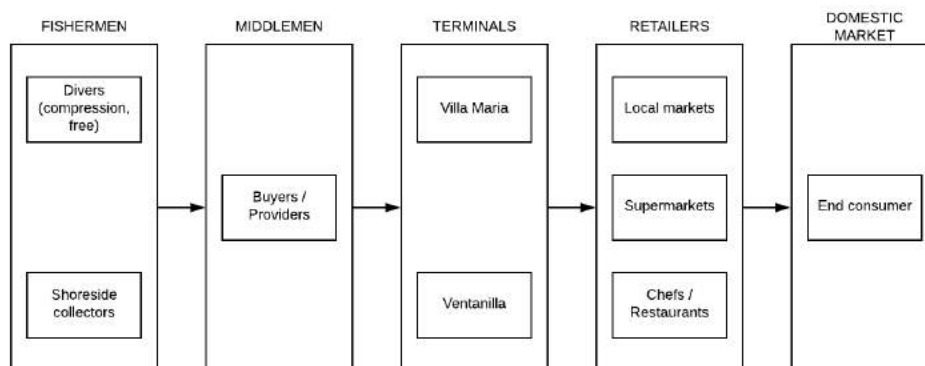 FISHERMEN
MIDDLEMEN
TERMINALS
RETAILERS
DOMESTIC
MARKET
Divers
(compression,
free)
Shoreside
collectors
Buyers /
Providers
Villa Maria
Ventanilla
Local markets
Supermarkets
Chefs /
Restaurants
End consumer